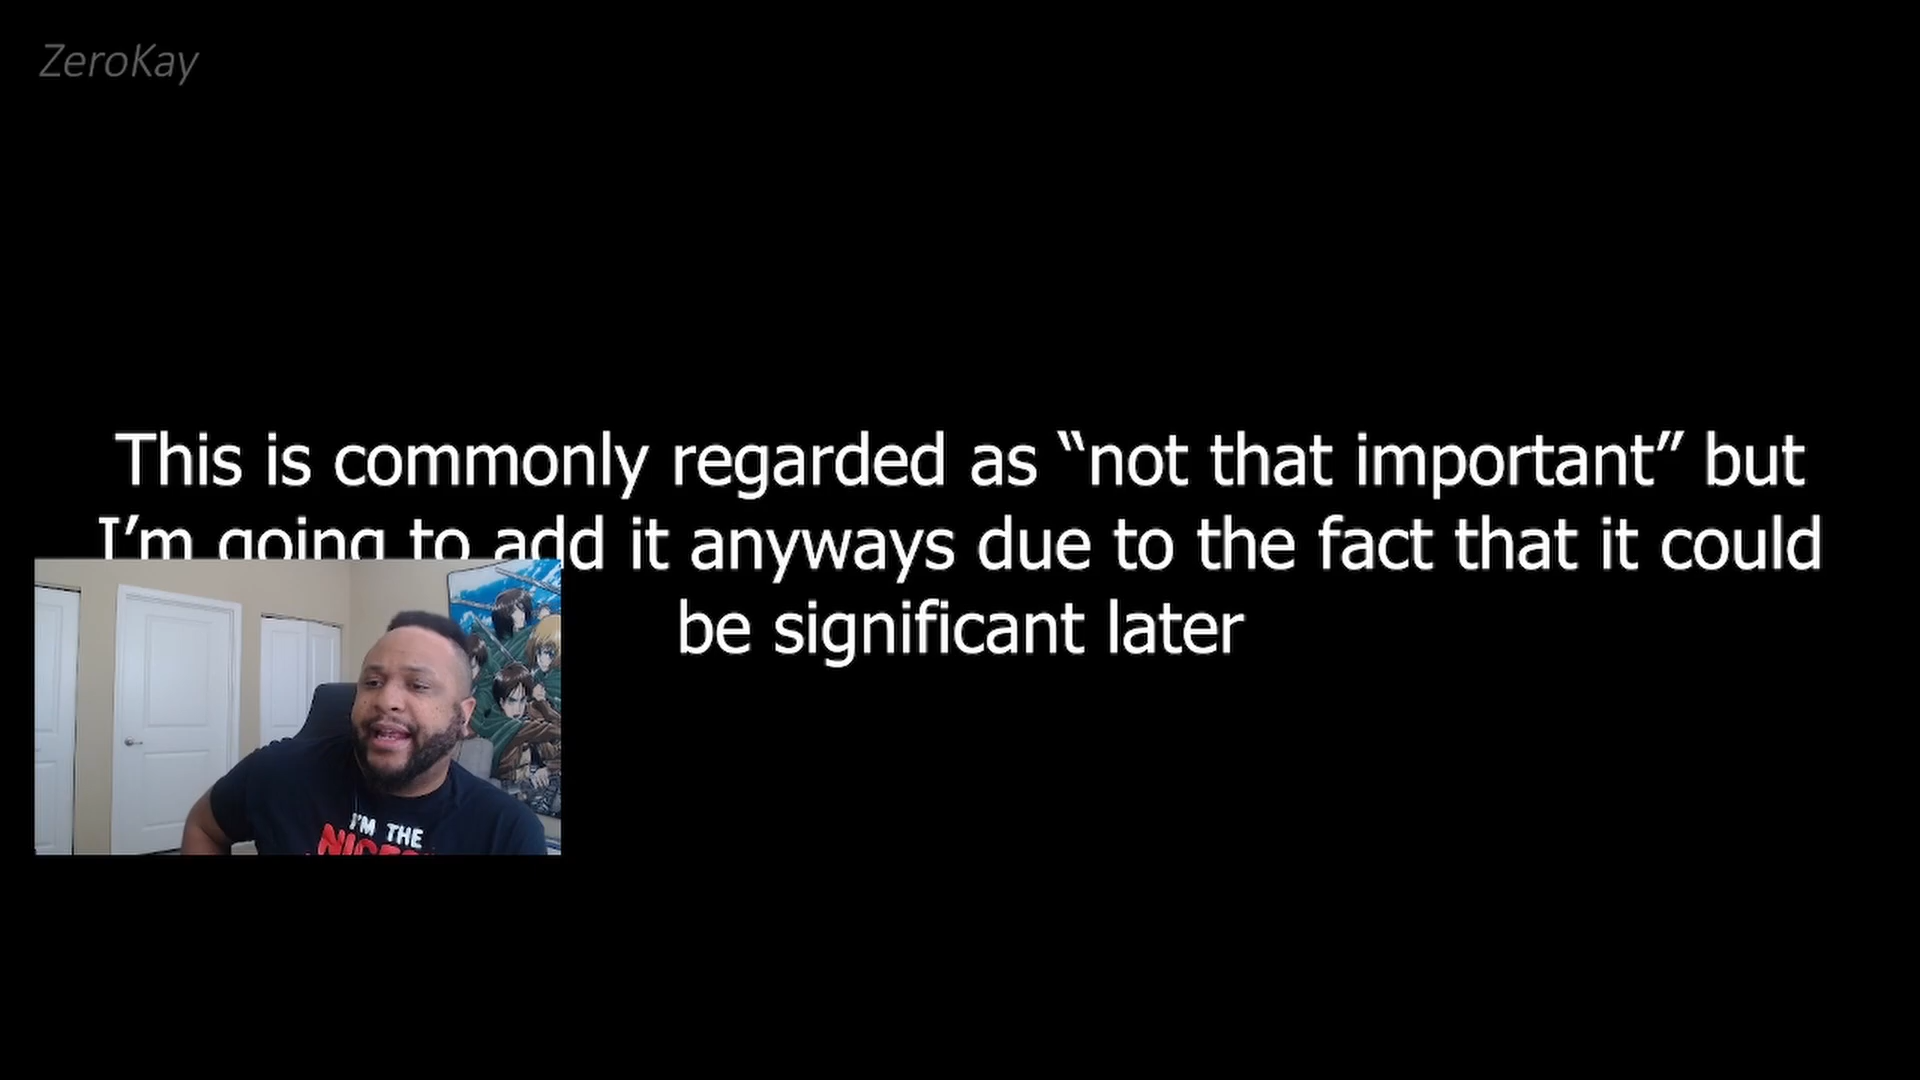 ZeroKay
This is commonly regarded as “not that important” but
I’m going to add it anyways due to the fact that it could
be significant later
I'M THE